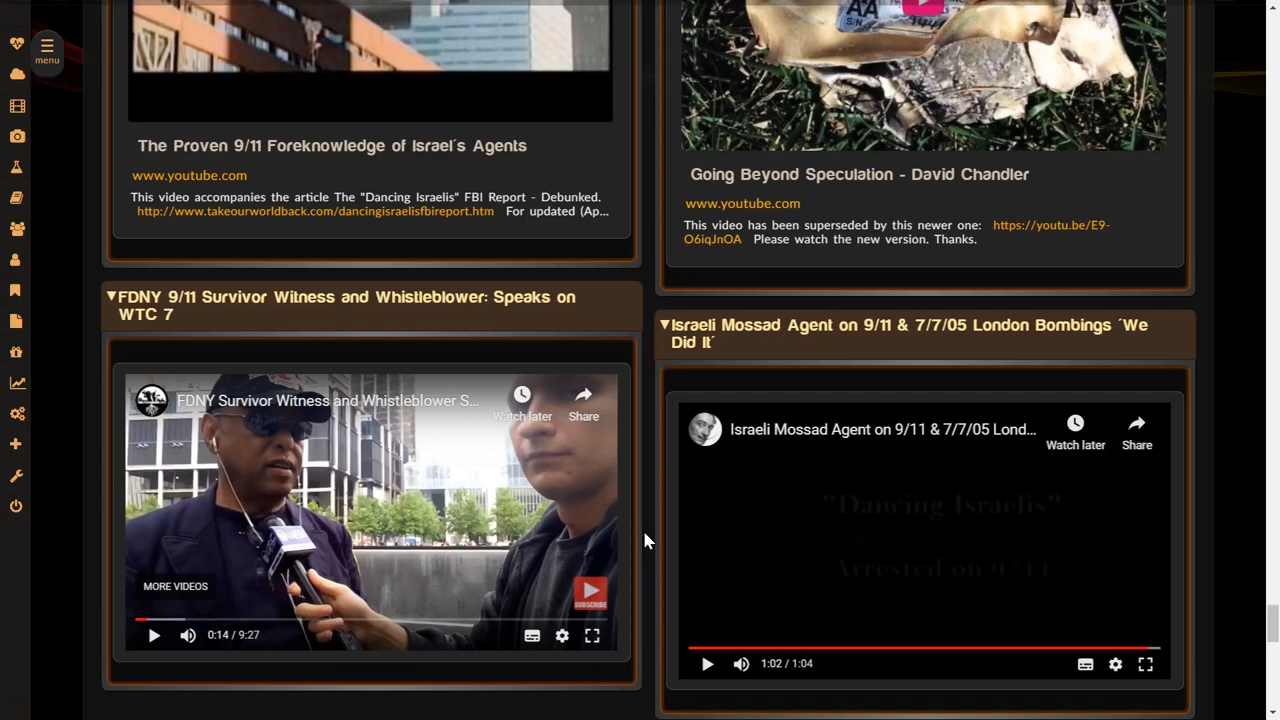 menu
The Proven 9/11 Foreknowledge of Israel´s Agents
www.youtube.com
This video accompanies the article The "Dancing Israelis" FBI Report - Debunked.
http://www.takeourworldback.com/dancingisraelisfbireport.htm For updated (Ap...
AA
S/N
Going Beyond Speculation - David Chandler
www.youtube.com
This video has been superseded by this newer one: https://youtu.be/E9-
O6iqJnOA Please watch the new version. Thanks.
▼FDNY 9/11 Survivor Witness and Whistleblower: Speaks on
WTC 7
FDNY Survivor Witness and Whistleblower S...
Watch later
Share
MORE VIDEOS
SUBSCRIBE
0:14 / 9:27
▼Israeli Mossad Agent on 9/11 & 7/7/05 London Bombings ´We
Did It´
Israeli Mossad Agent on 9/11 & 7/7/05 Lond...
Watch later
Share
"Dancing Israelis"
Arrested on 9/11
1:02 / 1:04